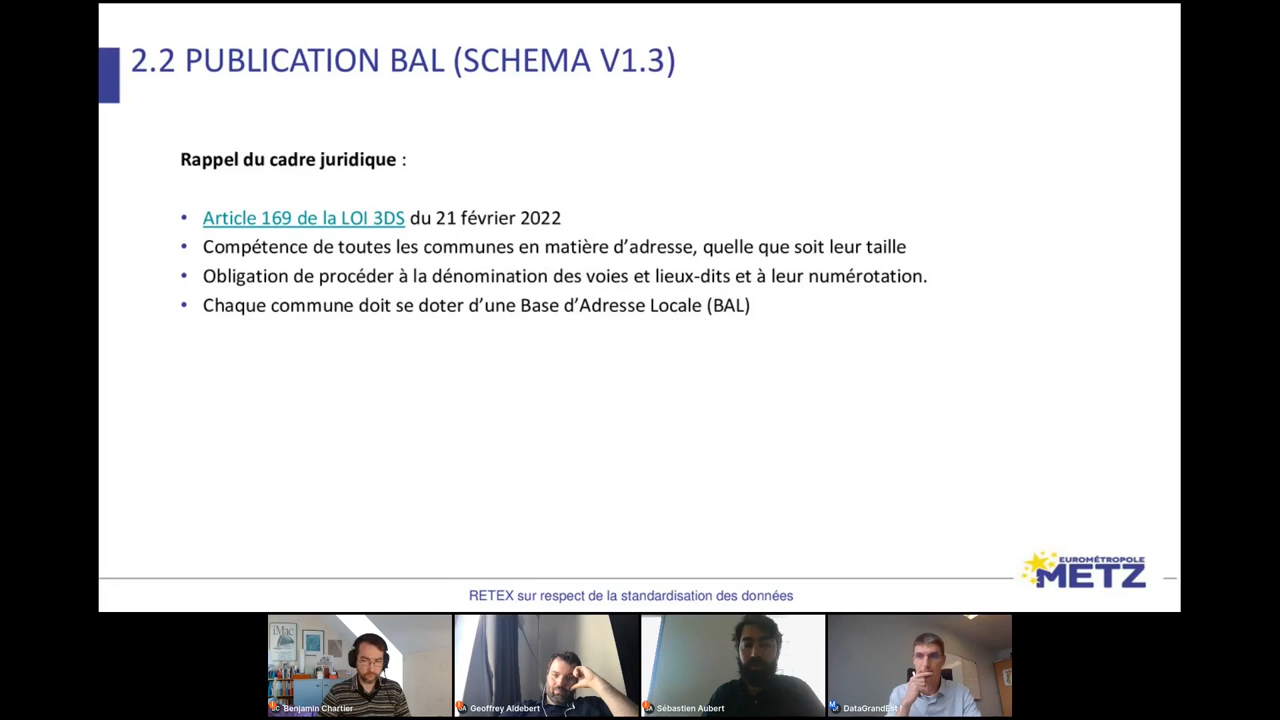 2.2 PUBLICATION BAL (SCHEMA V1.3)
Rappel du cadre juridique :
• Article 169 de la LOI 3DS du 21 février 2022
• Compétence de toutes les communes en matière d’adresse, quelle que soit leur taille
• Obligation de procéder à la dénomination des voies et lieux-dits et à leur numérotation.
• Chaque commune doit se doter d’une Base d’Adresse Locale (BAL)
EUROMÉTROPOLE
METZ
RETEX sur respect de la standardisation des données
iMac
Benjamin Chartier
Geoffrey Aldebert
Sébastien Aubert
DataGrandEst